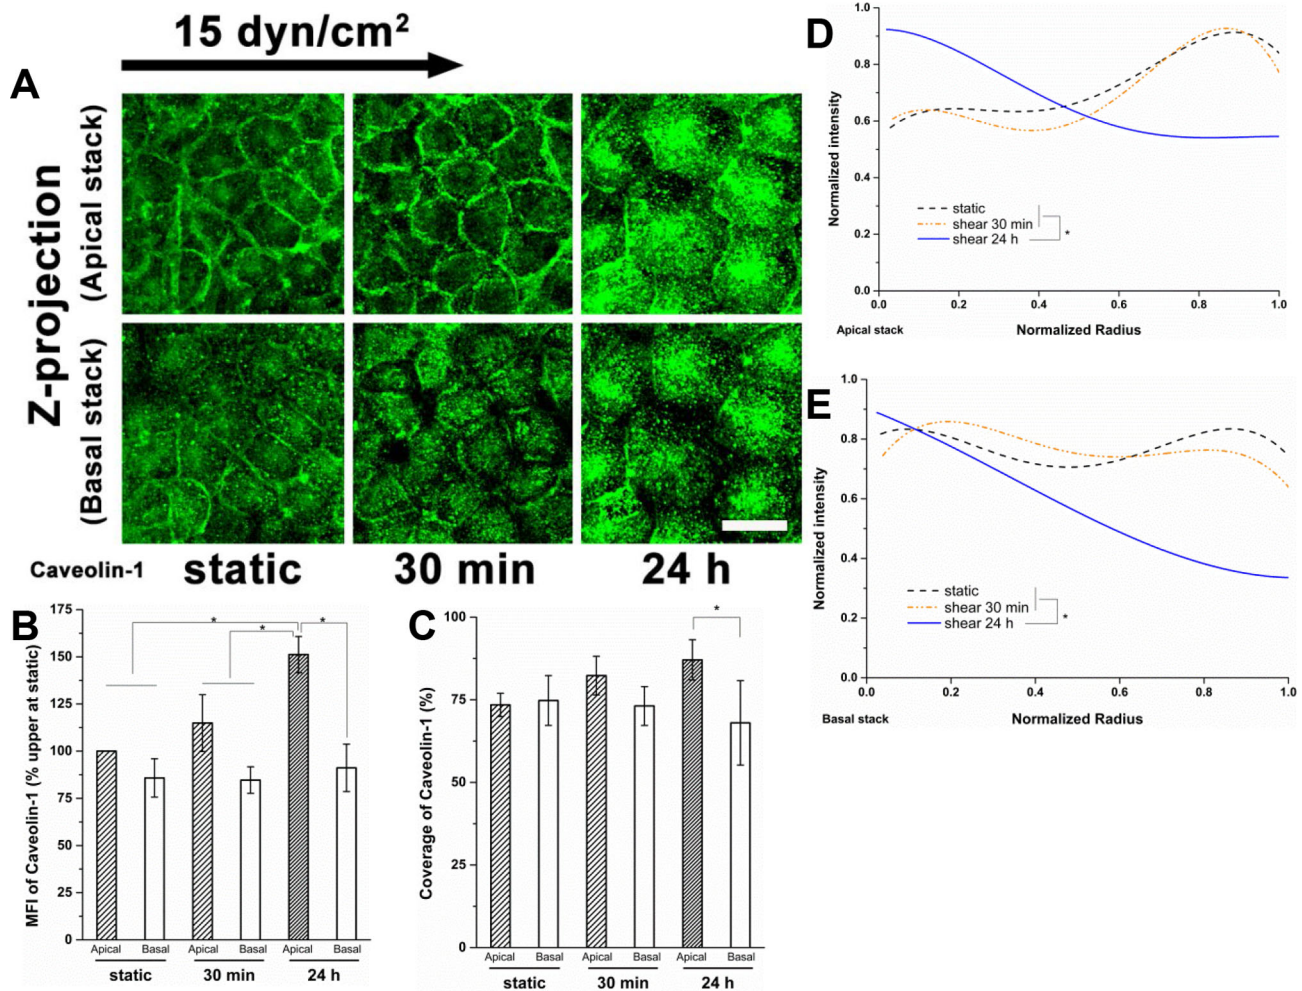 15 dyn/cm²
A
Z-projection
(Apical stack)
(Basal stack)
Caveolin-1
static
30 min
24 h
B
MFI of Caveolin-1 (% upper at static)
175
150
125
100
75
50
25
0
*
*
*
Apical
Basal
Apical
Basal
Apical
Basal
static
30 min
24 h
C
Coverage of Caveolin-1 (%)
100
75
50
25
0
*
Apical
Basal
Apical
Basal
Apical
Basal
static
30 min
24 h
D
Normalized intensity
1.0
0.8
0.6
0.4
0.2
0.0
static
shear 30 min
shear 24 h
*
0.0
0.2
0.4
0.6
0.8
1.0
Apical stack
Normalized Radius
E
Normalized intensity
1.0
0.8
0.6
0.4
0.2
0.0
static
shear 30 min
shear 24 h
*
0.0
0.2
0.4
0.6
0.8
1.0
Basal stack
Normalized Radius